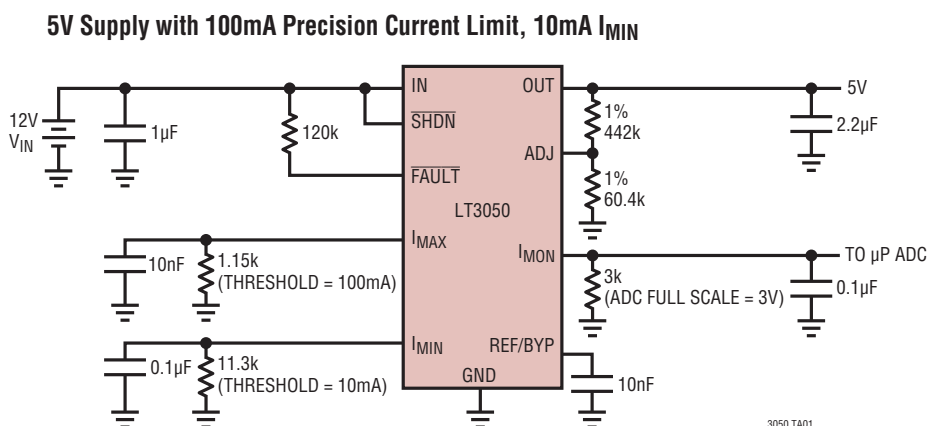 5V Supply with 100mA Precision Current Limit, 10mA IMIN
IN
OUT
5V
12V
VIN
1µF
120k
SHDN
1%
442k
2.2µF
ADJ
FAULT
1%
60.4k
LT3050
IMAX
IMON
TO µP ADC
10nF
1.15k
(THRESHOLD = 100mA)
3k
(ADC FULL SCALE = 3V)
0.1µF
IMIN
REF/BYP
0.1µF
11.3k
(THRESHOLD = 10mA)
GND
10nF
3050 TA01